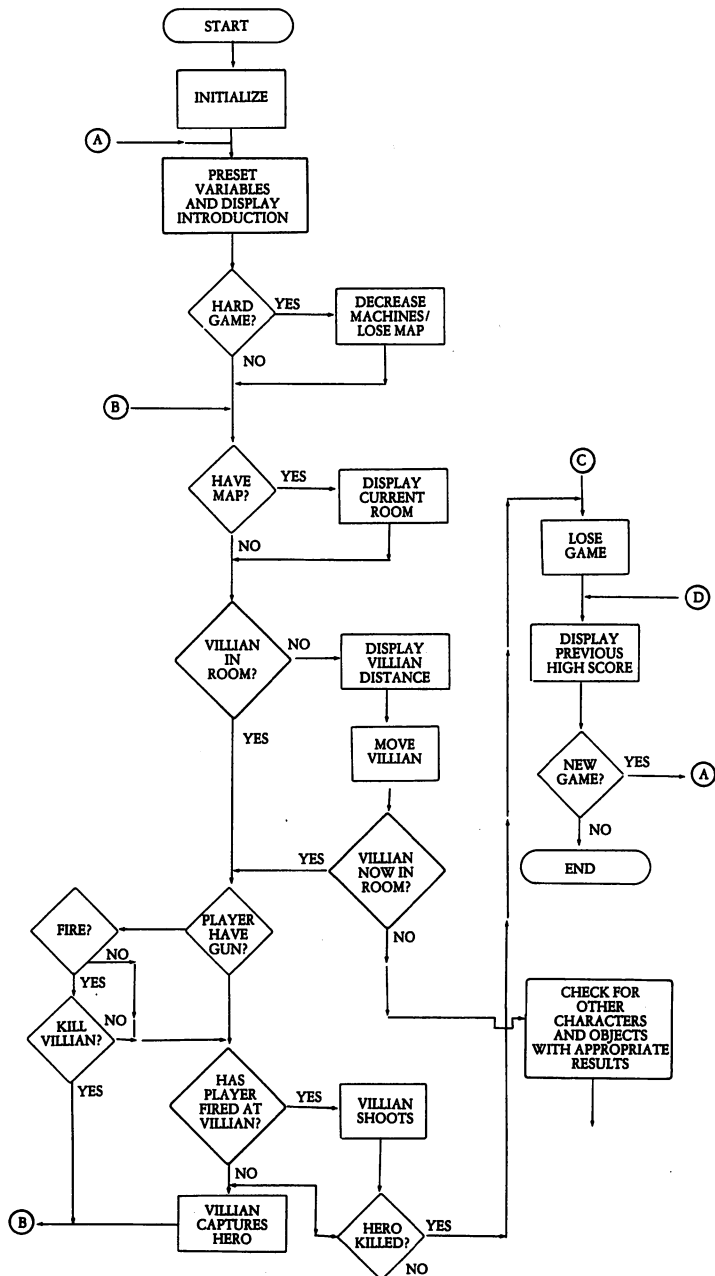 START
INITIALIZE
A
PRESET
VARIABLES
AND DISPLAY
INTRODUCTION
HARD
GAME?
YES
DECREASE
MACHINES/
LOSE MAP
NO
B
HAVE
MAP?
YES
DISPLAY
CURRENT
ROOM
NO
VILLIAN
IN
ROOM?
NO
DISPLAY
VILLIAN
DISTANCE
YES
MOVE
VILLIAN
VILLIAN
NOW IN
ROOM?
YES
NO
PLAYER
HAVE
GUN?
FIRE?
NO
YES
KILL
VILLIAN?
NO
YES
HAS
PLAYER
FIRED AT
VILLIAN?
YES
VILLIAN
SHOOTS
NO
VILLIAN
CAPTURES
HERO
B
HERO
KILLED?
YES
NO
C
LOSE
GAME
D
DISPLAY
PREVIOUS
HIGH SCORE
NEW
GAME?
YES
A
NO
END
CHECK FOR
OTHER
CHARACTERS
AND OBJECTS
WITH APPROPRIATE
RESULTS